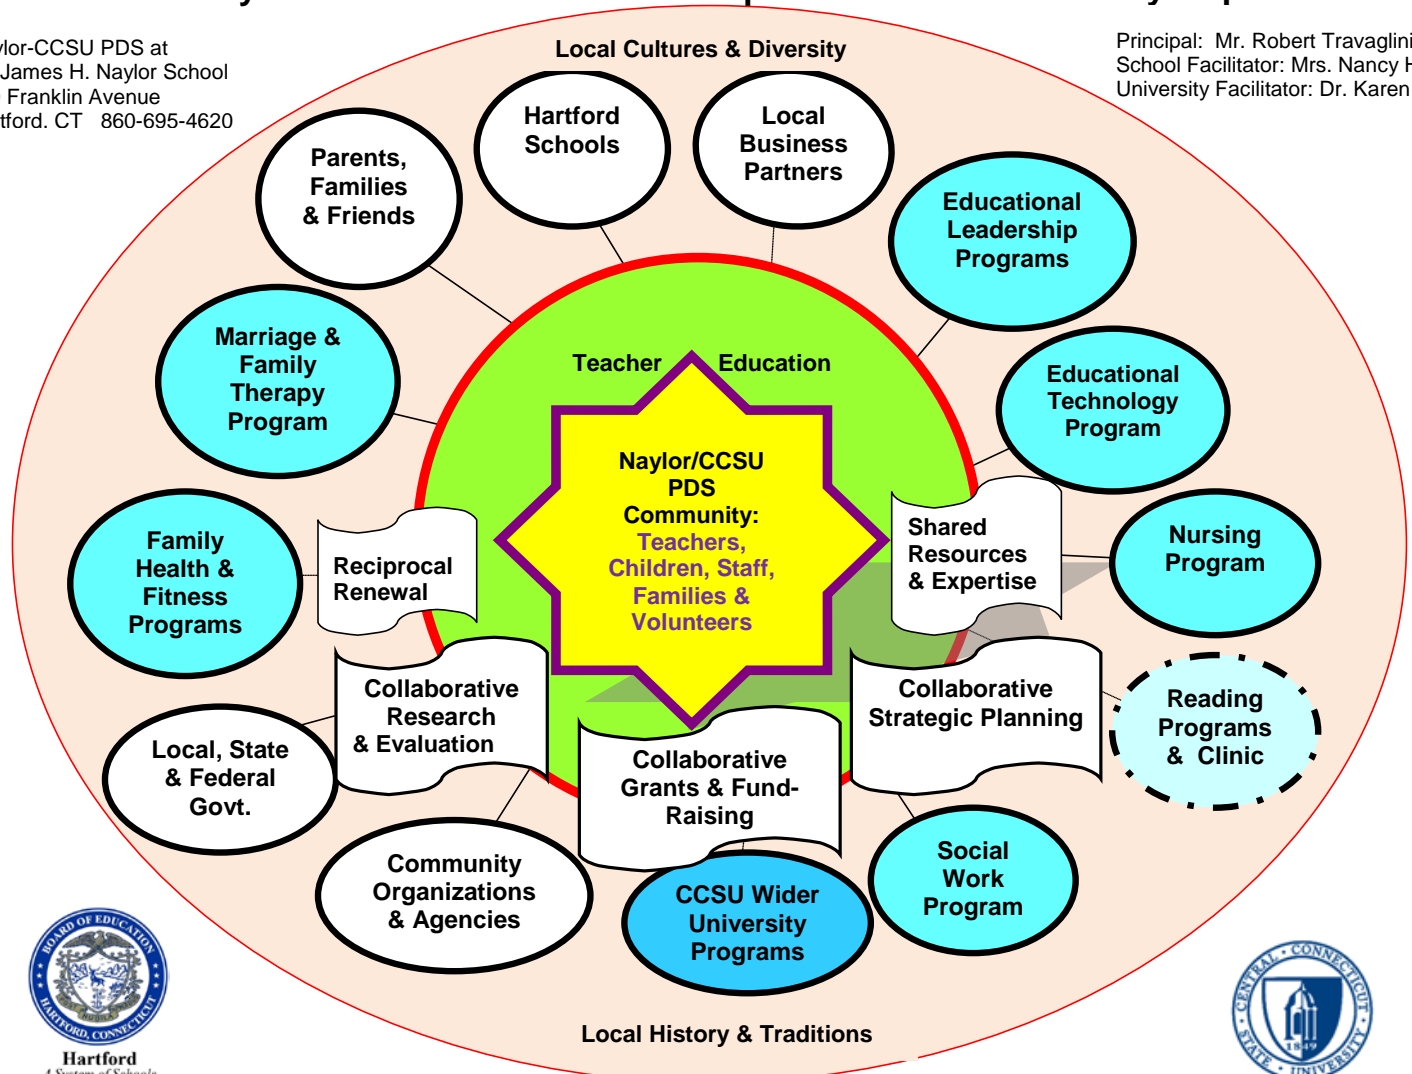 Local Cultures & Diversity
ylor-CCSU PDS at
James H. Naylor School
Franklin Avenue
tford. CT 860-695-4620
Principal: Mr. Robert Travaglini
School Facilitator: Mrs. Nancy H
University Facilitator: Dr. Karen
Hartford
Schools
Local
Business
Partners
Parents,
Families
& Friends
Educational
Leadership
Programs
Marriage &
Family
Therapy
Program
Teacher Education
Educational
Technology
Program
Naylor/CCSU
PDS
Community:
Teachers,
Children, Staff,
Families &
Volunteers
Family
Health &
Fitness
Programs
Reciprocal
Renewal
Shared
Resources
& Expertise
Nursing
Program
Collaborative
Research
& Evaluation
Collaborative
Strategic Planning
Reading
Programs
& Clinic
Local, State
& Federal
Govt.
Collaborative
Grants & Fund-
Raising
Community
Organizations
& Agencies
CCSU Wider
University
Programs
Social
Work
Program
Local History & Traditions
BOARD OF EDUCATION
HARTFORD, CONNECTICUT
Hartford
A System of Schools
CENTRAL CONNECTICUT
STATE UNIVERSITY
1849